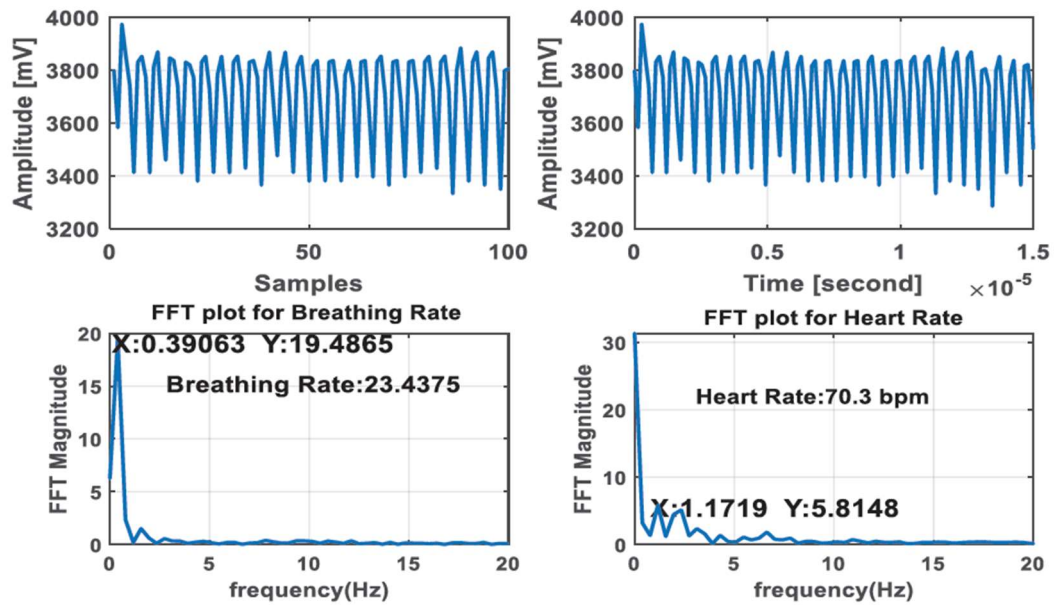 4000
3800
3600
3400
3200
Amplitude [mV]
0
50
100
Samples
4000
3800
3600
3400
3200
Amplitude [mV]
0
0.5
1
1.5
Time [second]
×10-5
FFT plot for Breathing Rate
20
15
10
5
0
FFT Magnitude
X:0.39063 Y:19.4865
Breathing Rate:23.4375
0
5
10
15
20
frequency(Hz)
FFT plot for Heart Rate
30
20
10
0
FFT Magnitude
Heart Rate:70.3 bpm
X:1.1719 Y:5.8148
0
5
10
15
20
frequency(Hz)